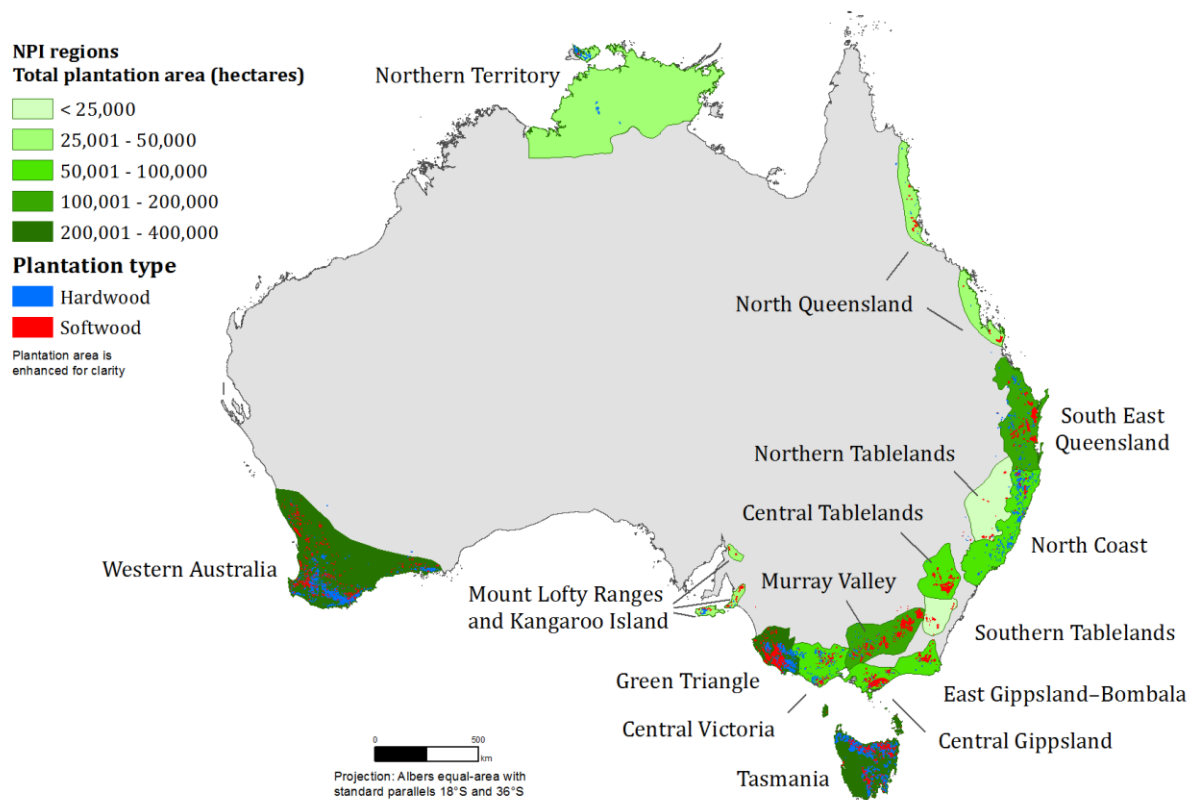 NPI regions
Total plantation area (hectares)
< 25,000
25,001 - 50,000
50,001 - 100,000
100,001 - 200,000
200,001 - 400,000
Plantation type
Hardwood
Softwood
Plantation area is
enhanced for clarity
Northern Territory
North Queensland
South East
Queensland
Northern Tablelands
Central Tablelands
North Coast
Western Australia
Murray Valley
Mount Lofty Ranges
and Kangaroo Island
Southern Tablelands
Green Triangle
East Gippsland–Bombala
Central Victoria
Central Gippsland
Tasmania
0 500
km
Projection: Albers equal-area with
standard parallels 18°S and 36°S